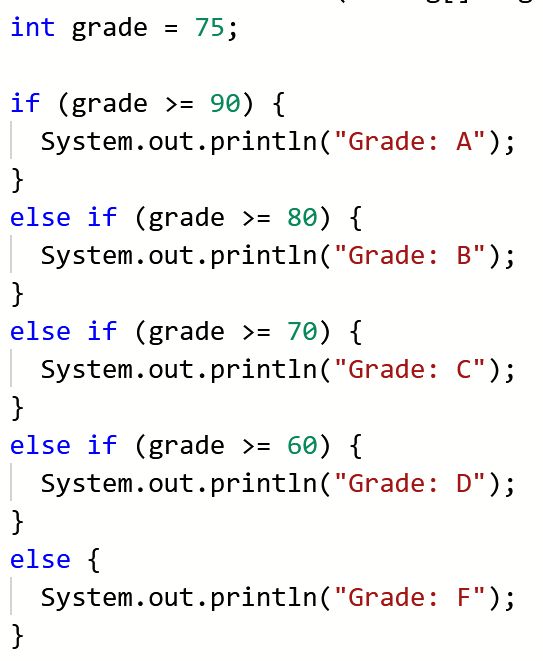 int grade = 75;
if (grade >= 90) {
System.out.println("Grade: A");
}
else if (grade >= 80) {
System.out.println("Grade: B");
}
else if (grade >= 70) {
System.out.println("Grade: C");
}
else if (grade >= 60) {
System.out.println("Grade: D");
}
else {
System.out.println("Grade: F");
}